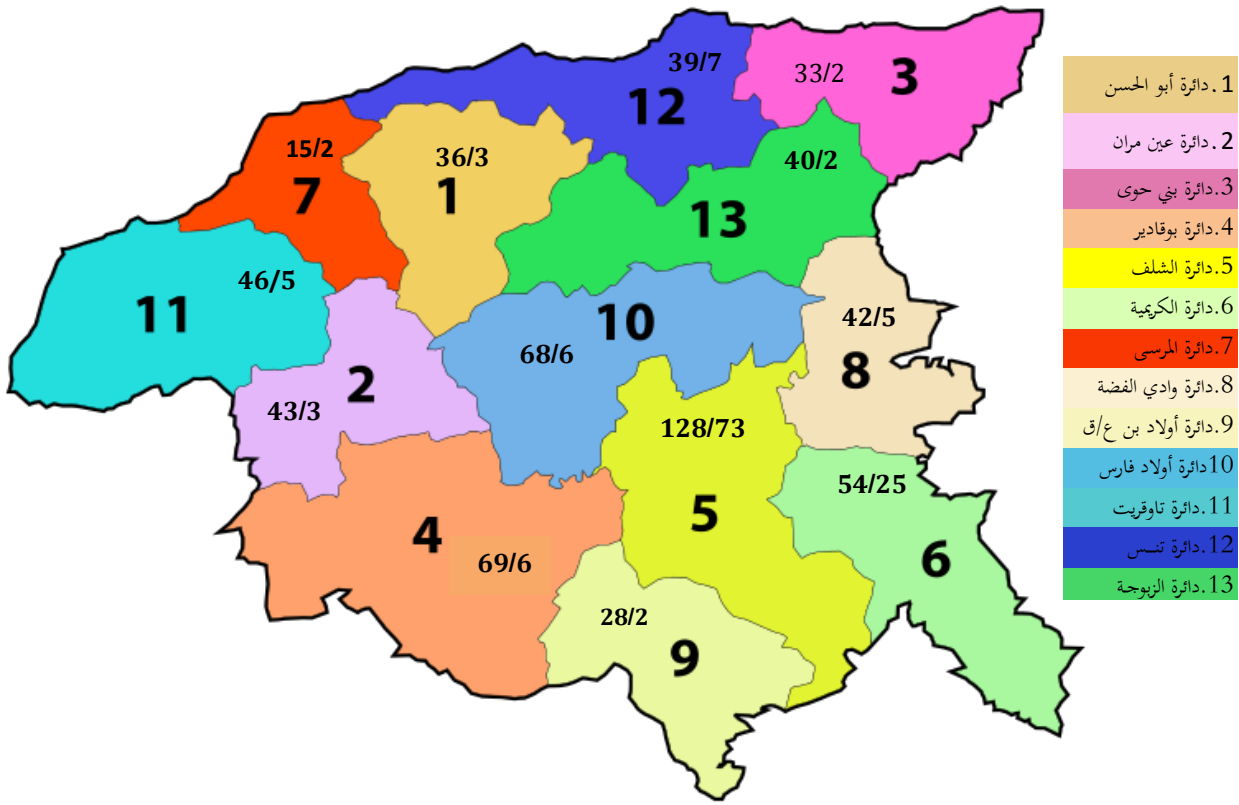 39/7
12
33/2
3
15/2
7
36/3
1
40/2
13
46/5
11
10
68/6
42/5
8
2
43/3
128/73
5
54/25
6
4
69/6
28/2
9
1.دائرة أبو الحسن
2.دائرة عين مران
3.دائرة بني حوى
4.دائرة بوقادير
5.دائرة الشلف
6.دائرة الكريمية
7.دائرة المرسى
8.دائرة وادي الفضة
9.دائرة أولاد بن ع/ق
10دائرة أولاد فارس
11.دائرة تاوقريت
12.دائرة تنـس
13.دائرة الزبوجة